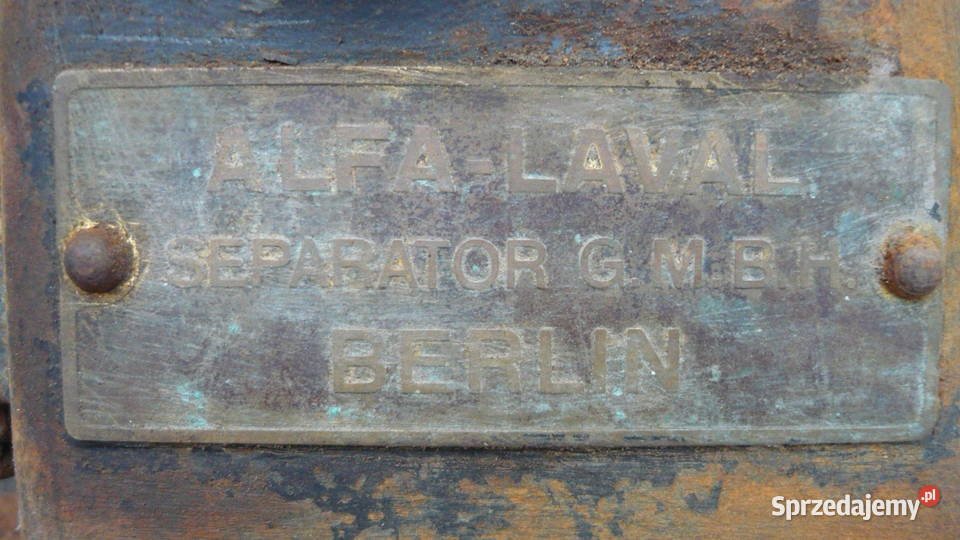 ALFA-LAVAL
SEPARATOR G.M.B.H.
BERLIN
Sprzedajemy.pl